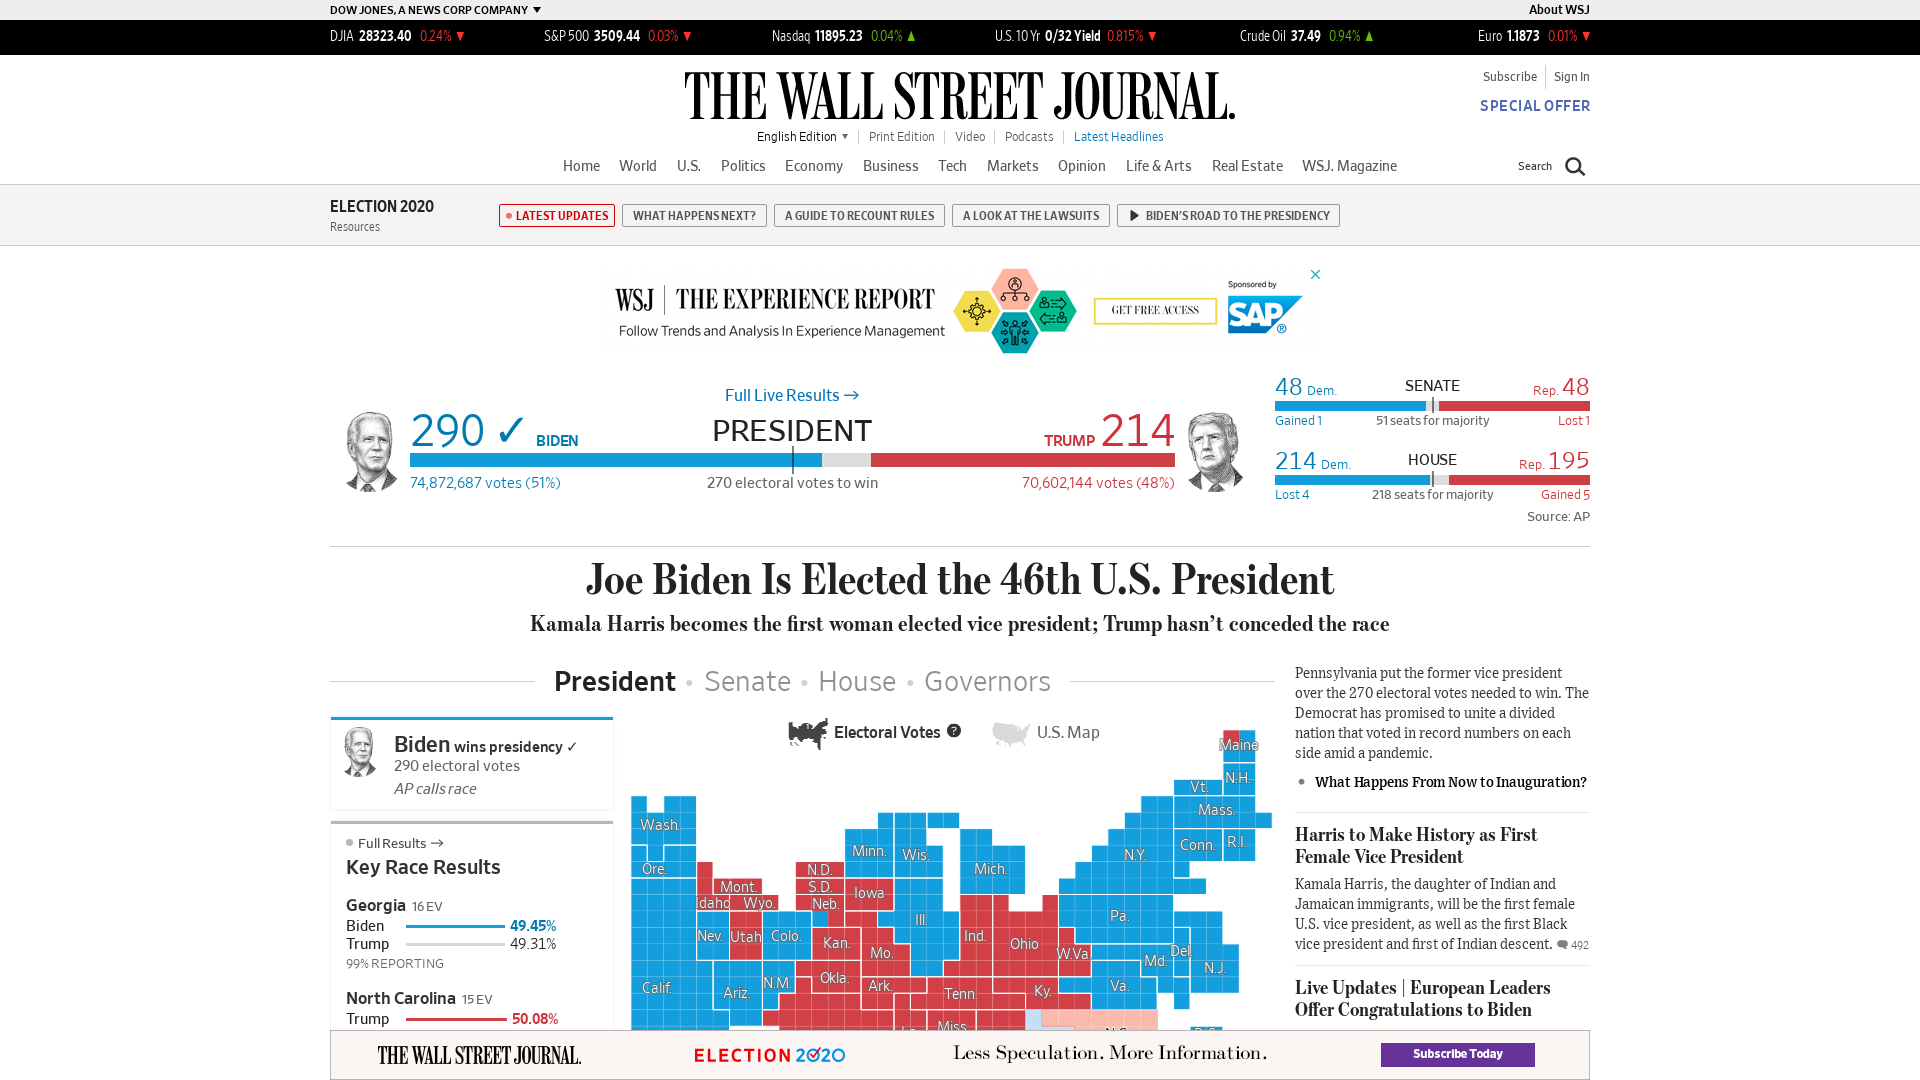 DOW JONES, A NEWS CORP COMPANY
About WSJ
DJIA 28323.40 0.24%
S&P 500 3509.44 0.03%
Nasdaq 11895.23 0.04%
U.S. 10 Yr 0/32 Yield 0.815%
Crude Oil 37.49 0.94%
Euro 1.1873 0.01%
THE WALL STREET JOURNAL.
Subscribe
Sign In
SPECIAL OFFER
English Edition
Print Edition
Video
Podcasts
Latest Headlines
Home
World
U.S.
Politics
Economy
Business
Tech
Markets
Opinion
Life & Arts
Real Estate
WSJ. Magazine
Search
ELECTION 2020
Resources
LATEST UPDATES
WHAT HAPPENS NEXT?
A GUIDE TO RECOUNT RULES
A LOOK AT THE LAWSUITS
BIDEN'S ROAD TO THE PRESIDENCY
WSJ | THE EXPERIENCE REPORT
Follow Trends and Analysis In Experience Management
GET FREE ACCESS
Sponsored by
SAP®
Full Live Results →
290 ✓ BIDEN
PRESIDENT
TRUMP 214
74,872,687 votes (51%)
270 electoral votes to win
70,602,144 votes (48%)
48 Dem.
SENATE
Rep. 48
Gained 1
51 seats for majority
Lost 1
214 Dem.
HOUSE
Rep. 195
Lost 4
218 seats for majority
Gained 5
Source: AP
Joe Biden Is Elected the 46th U.S. President
Kamala Harris becomes the first woman elected vice president; Trump hasn't conceded the race
President • Senate • House • Governors
Biden wins presidency ✓
290 electoral votes
AP calls race
Full Results →
Key Race Results
Georgia 16 EV
Biden 49.45%
Trump 49.31%
99% REPORTING
North Carolina 15 EV
Trump 50.08%
Electoral Votes ?
U.S. Map
Maine
Vt.
N.H.
Wash.
Mass.
Minn.
Wis.
N.Y.
Conn.
R.I.
Ore.
N.D.
Mich.
Mont.
S.D.
Iowa
Idaho
Wyo.
Neb.
Ill.
Pa.
Nev.
Utah
Colo.
Kan.
Mo.
Ind.
Ohio
W.Va.
Md.
Del.
N.J.
Calif.
Ariz.
N.M.
Okla.
Ark.
Tenn.
Ky.
Va.
Miss.
Pennsylvania put the former vice president
over the 270 electoral votes needed to win. The
Democrat has promised to unite a divided
nation that voted in record numbers on each
side amid a pandemic.
• What Happens From Now to Inauguration?
Harris to Make History as First
Female Vice President
Kamala Harris, the daughter of Indian and
Jamaican immigrants, will be the first female
U.S. vice president, as well as the first Black
vice president and first of Indian descent. 492
Live Updates | European Leaders
Offer Congratulations to Biden
THE WALL STREET JOURNAL.
ELECTION 2020
Less Speculation. More Information.
Subscribe Today